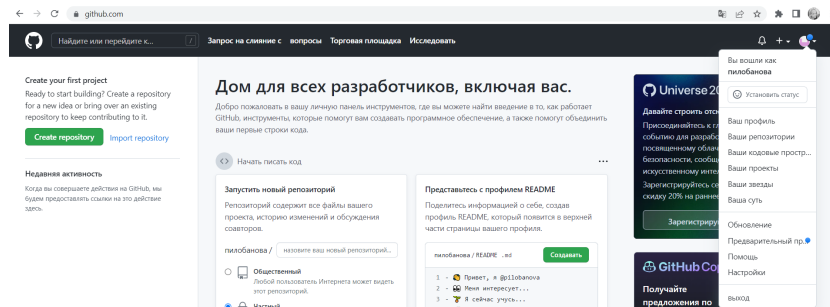 github.com
Найдите или перейдите к...
/
Запрос на слияние с вопросы Торговая площадка Исследовать
Create your first project
Ready to start building? Create a repository
for a new idea or bring over an existing
repository to keep contributing to it.
Create repository
Import repository
Недавняя активность
Когда вы совершаете действия на GitHub, мы
будем предоставлять ссылки на это действие
здесь.
Дом для всех разработчиков, включая вас.
Добро пожаловать в вашу личную панель инструментов, где вы можете найти введение в то, как работает
GitHub, инструменты, которые помогут вам создавать программное обеспечение, а также помогут объединить
ваши первые строки кода.
Начать писать код
Запустить новый репозиторий
Репозиторий содержит все файлы вашего
проекта, историю изменений и обсуждения
соавторов.
пилобанова /
назовите ваш новый репозиторий...
Общественный
Любой пользователь Интернета может видеть
этот репозиторий.
Частный
Представьтесь с профилем README
Поделитесь информацией о себе, создав
профиль README, который появится в верхней
части страницы вашего профиля.
пилобанова / README .md
Создавать
1 - Привет, я @pilobanova
2 - Меня интересует...
3 - Я сейчас учусь...
Universe 20
Давайте строить
Присоединяйтесь к
событию для
посвященному
безопасности,
искусственному
Зарегистрируйтесь
скидку 20% на
GitHub Co
Получайте
предложения по
Вы вошли как
пилобанова
Установить статус
Ваш профиль
Ваши репозитории
Ваши кодовые простр...
Ваши проекты
Ваши звезды
Ваша суть
Обновление
Предварительный пр...
Помощь
Настройки
выход